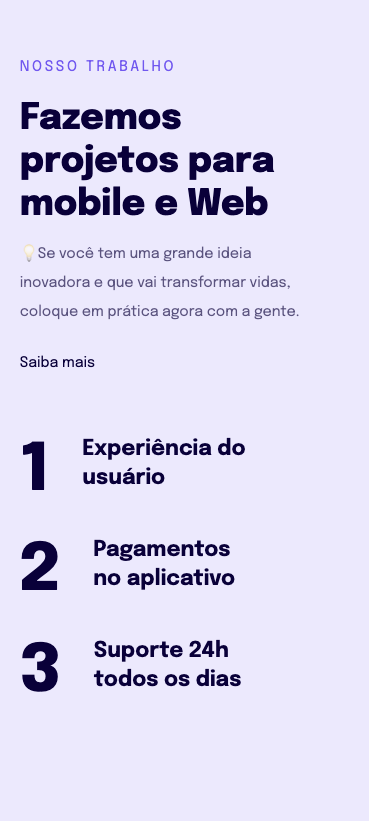 NOSSO TRABALHO
Fazemos
projetos para
mobile e Web
💡Se você tem uma grande ideia
inovadora e que vai transformar vidas,
coloque em prática agora com a gente.
Saiba mais
1 Experiência do
usuário
2 Pagamentos
no aplicativo
3 Suporte 24h
todos os dias